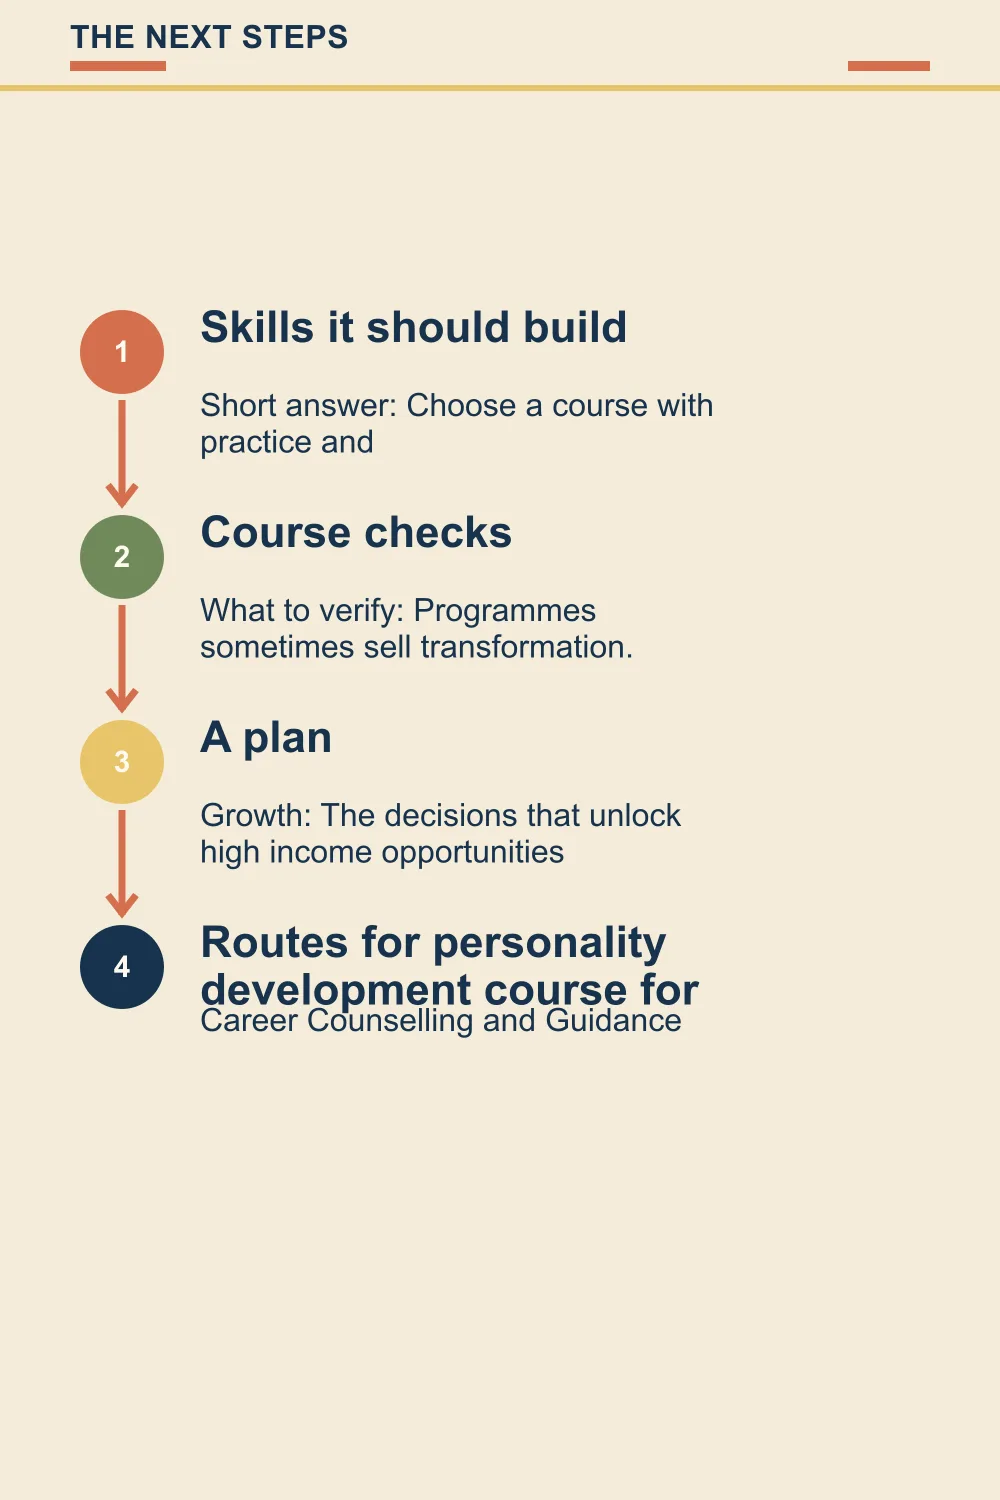 THE NEXT STEPS
1
Skills it should build
Short answer: Choose a course with
practice and
2
Course checks
What to verify: Programmes
sometimes sell transformation.
3
A plan
Growth: The decisions that unlock
high income opportunities
4
Routes for personality
development course for
Career Counselling and Guidance